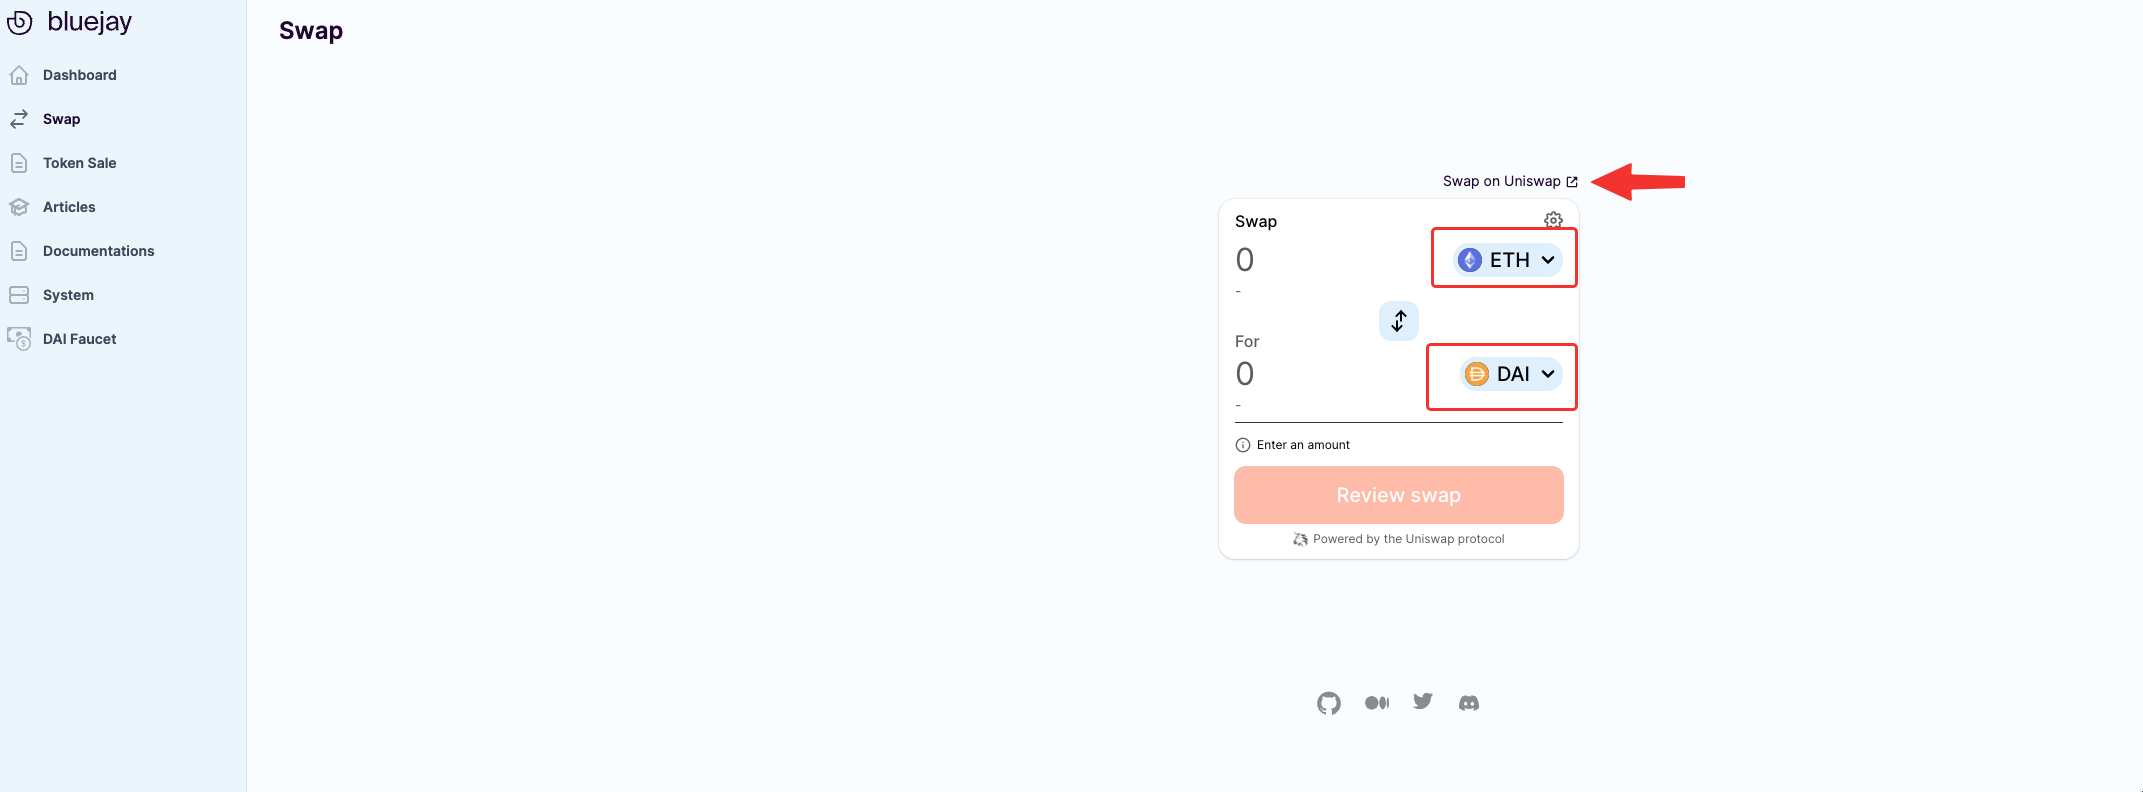 bluejay
Dashboard
Swap
Token Sale
Articles
Documentations
System
DAI Faucet
Swap
Swap on Uniswap
Swap
0
ETH
-
For
0
DAI
-
Enter an amount
Review swap
Powered by the Uniswap protocol